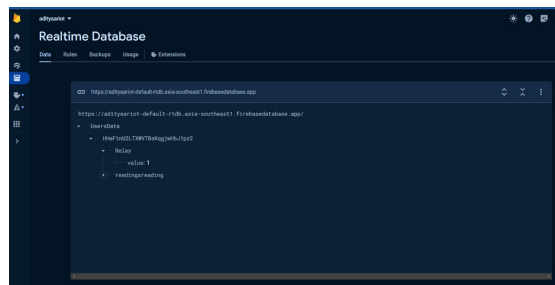 adityaariot
Realtime Database
Data Rules Backups Usage Extensions
https://adityaariot-default-rtdb.asia-southeast1.firebasedatabase.app
https://adityaariot-default-rtdb.asia-southeast1.firebasedatabase.app/
UsersData
Relay
value: 1
readingsreading